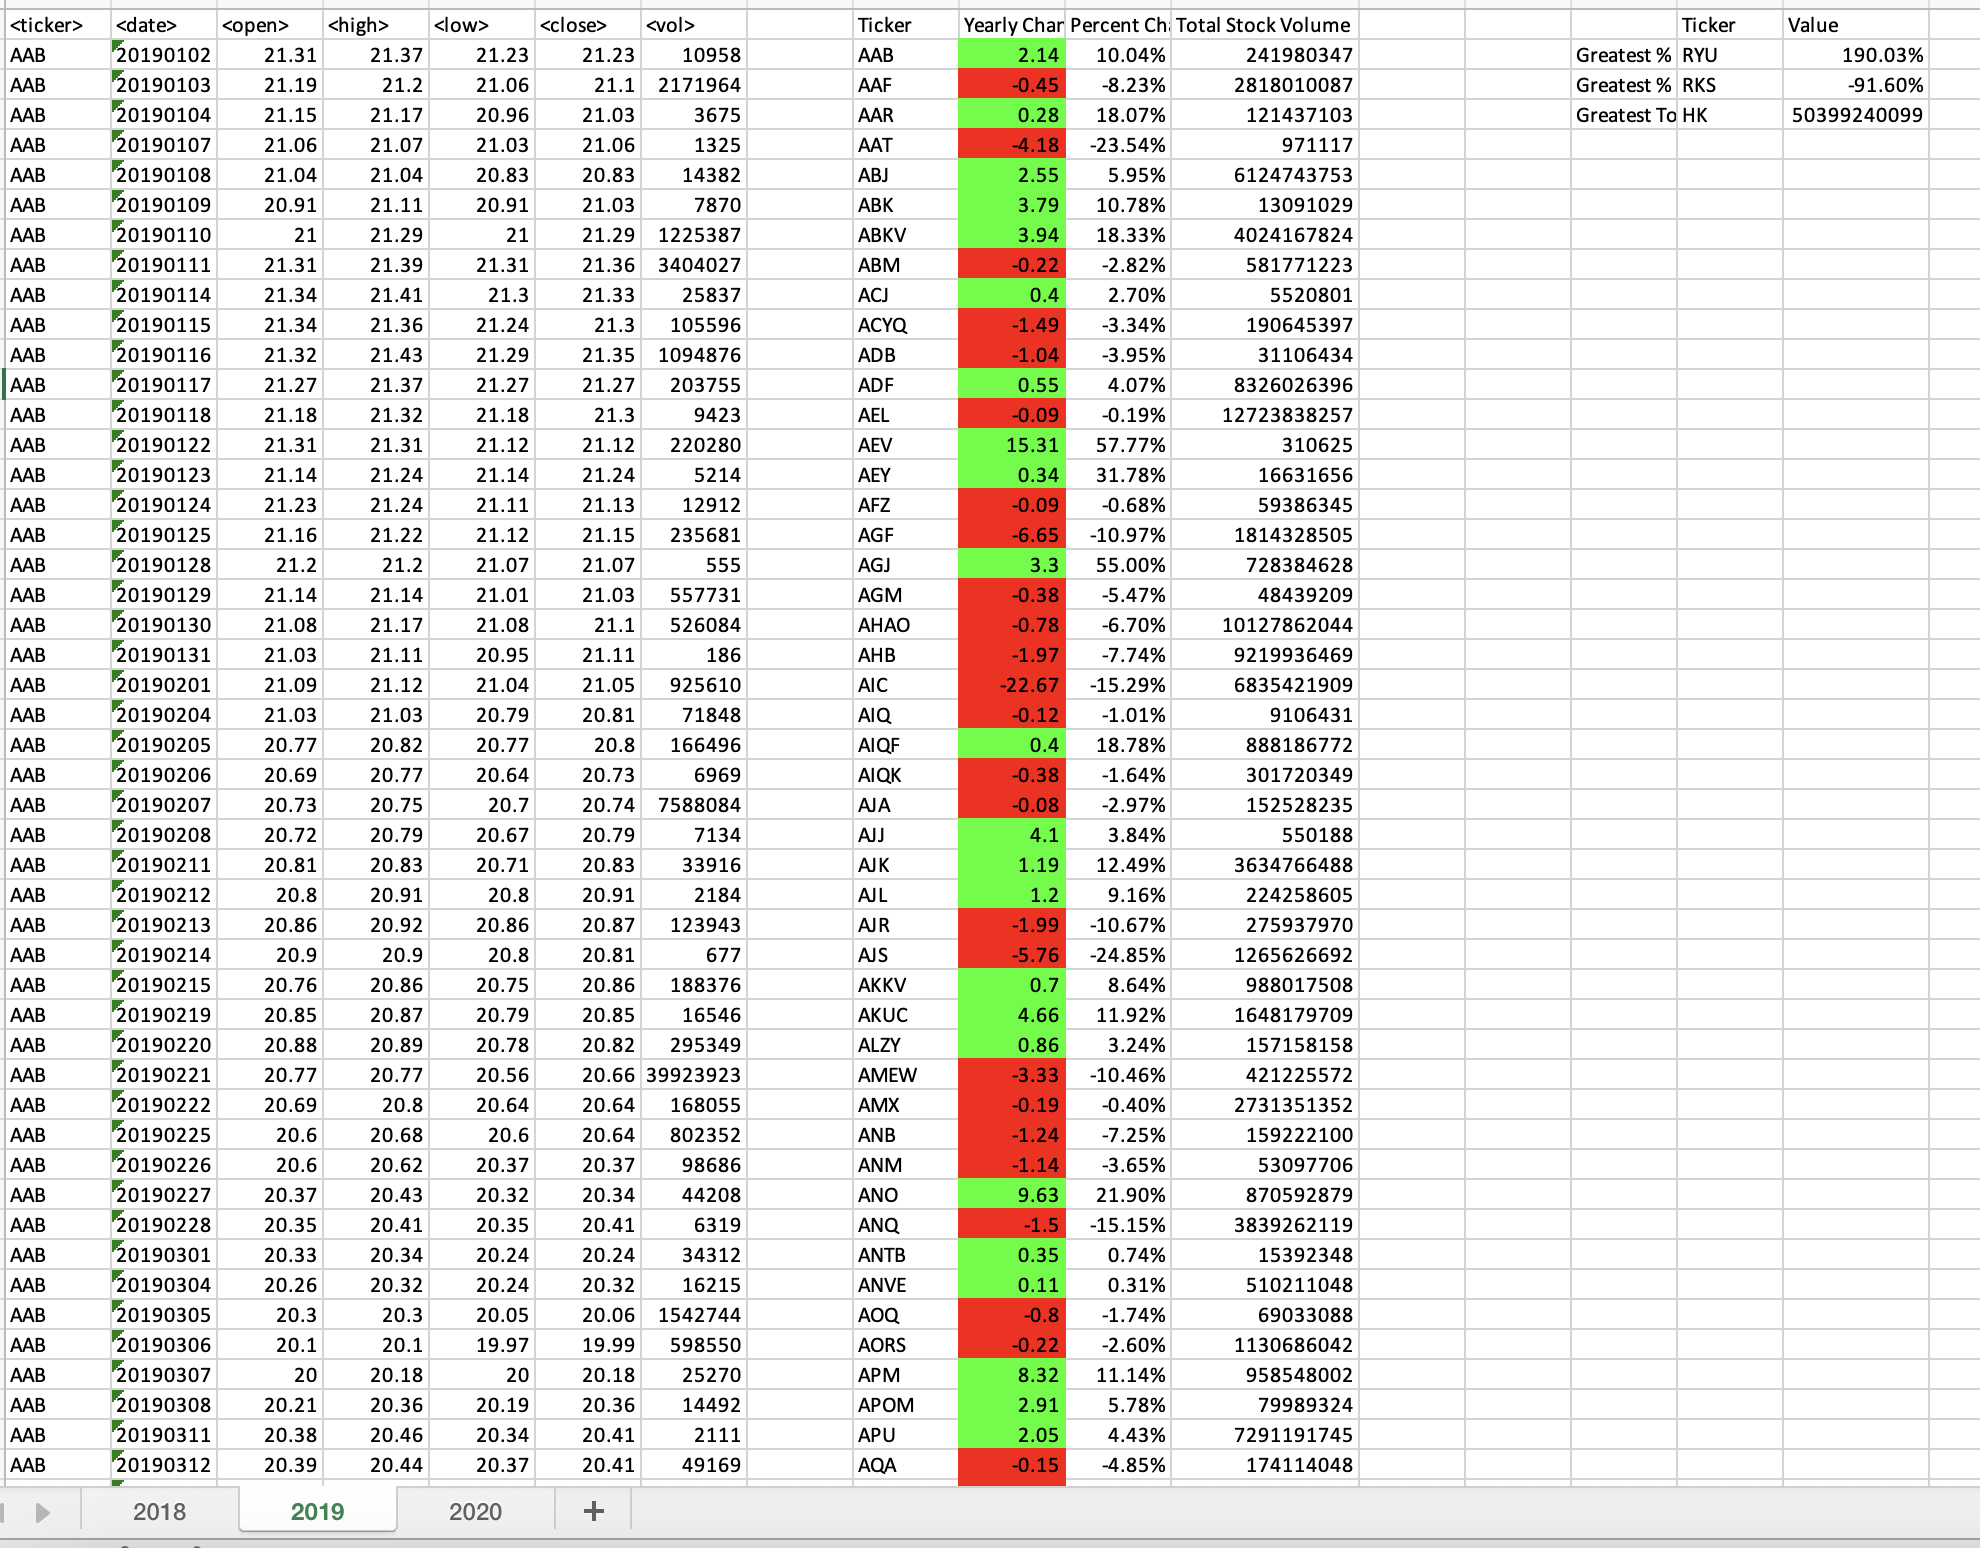 <ticker> <date> <open> <high> <low> <close> <vol> Ticker Yearly Char Percent Ch Total Stock Volume Ticker Value
AAB 20190102 21.31 21.37 21.23 21.23 10958 AAB 2.14 10.04% 241980347 Greatest % RYU 190.03%
AAB 20190103 21.19 21.2 21.06 21.1 2171964 AAF -0.45 -8.23% 2818010087 Greatest % RKS -91.60%
AAB 20190104 21.15 21.17 20.96 21.03 3675 AAR 0.28 18.07% 121437103 Greatest To HK 50399240099
AAB 20190107 21.06 21.07 21.03 21.06 1325 AAT -4.18 -23.54% 971117
AAB 20190108 21.04 21.04 20.83 20.83 14382 ABJ 2.55 5.95% 6124743753
AAB 20190109 20.91 21.11 20.91 21.03 7870 ABK 3.79 10.78% 13091029
AAB 20190110 21 21.29 21 21.29 1225387 ABKV 3.94 18.33% 4024167824
AAB 20190111 21.31 21.39 21.31 21.36 3404027 ABM -0.22 -2.82% 581771223
AAB 20190114 21.34 21.41 21.3 21.33 25837 ACJ 0.4 2.70% 5520801
AAB 20190115 21.34 21.36 21.24 21.3 105596 ACYQ -1.49 -3.34% 190645397
AAB 20190116 21.32 21.43 21.29 21.35 1094876 ADB -1.04 -3.95% 31106434
AAB 20190117 21.27 21.37 21.27 21.27 203755 ADF 0.55 4.07% 8326026396
AAB 20190118 21.18 21.32 21.18 21.3 9423 AEL -0.09 -0.19% 12723838257
AAB 20190122 21.31 21.31 21.12 21.12 220280 AEV 15.31 57.77% 310625
AAB 20190123 21.14 21.24 21.14 21.24 5214 AEY 0.34 31.78% 16631656
AAB 20190124 21.23 21.24 21.11 21.13 12912 AFZ -0.09 -0.68% 59386345
AAB 20190125 21.16 21.22 21.12 21.15 235681 AGF -6.65 -10.97% 1814328505
AAB 20190128 21.2 21.2 21.07 21.07 555 AGJ 3.3 55.00% 728384628
AAB 20190129 21.14 21.14 21.01 21.03 557731 AGM -0.38 -5.47% 48439209
AAB 20190130 21.08 21.17 21.08 21.1 526084 AHAO -0.78 -6.70% 10127862044
AAB 20190131 21.03 21.11 20.95 21.11 186 AHB -1.97 -7.74% 9219936469
AAB 20190201 21.09 21.12 21.04 21.05 925610 AIC -22.67 -15.29% 6835421909
AAB 20190204 21.03 21.03 20.79 20.81 71848 AIQ -0.12 -1.01% 9106431
AAB 20190205 20.77 20.82 20.77 20.8 166496 AIQF 0.4 18.78% 888186772
AAB 20190206 20.69 20.77 20.64 20.73 6969 AIQK -0.38 -1.64% 301720349
AAB 20190207 20.73 20.75 20.7 20.74 7588084 AJA -0.08 -2.97% 152528235
AAB 20190208 20.72 20.79 20.67 20.79 7134 AJJ 4.1 3.84% 550188
AAB 20190211 20.81 20.83 20.71 20.83 33916 AJK 1.19 12.49% 3634766488
AAB 20190212 20.8 20.91 20.8 20.91 2184 AJL 1.2 9.16% 224258605
AAB 20190213 20.86 20.92 20.86 20.87 123943 AJR -1.99 -10.67% 275937970
AAB 20190214 20.9 20.9 20.8 20.81 677 AJS -5.76 -24.85% 1265626692
AAB 20190215 20.76 20.86 20.75 20.86 188376 AKKV 0.7 8.64% 988017508
AAB 20190219 20.85 20.87 20.79 20.85 16546 AKUC 4.66 11.92% 1648179709
AAB 20190220 20.88 20.89 20.78 20.82 295349 ALZY 0.86 3.24% 157158158
AAB 20190221 20.77 20.77 20.56 20.66 39923923 AMEW -3.33 -10.46% 421225572
AAB 20190222 20.69 20.8 20.64 20.64 168055 AMX -0.19 -0.40% 2731351352
AAB 20190225 20.6 20.68 20.6 20.64 802352 ANB -1.24 -7.25% 159222100
AAB 20190226 20.6 20.62 20.37 20.37 98686 ANM -1.14 -3.65% 53097706
AAB 20190227 20.37 20.43 20.32 20.34 44208 ANO 9.63 21.90% 870592879
AAB 20190228 20.35 20.41 20.35 20.41 6319 ANQ -1.5 -15.15% 3839262119
AAB 20190301 20.33 20.34 20.24 20.24 34312 ANTB 0.35 0.74% 15392348
AAB 20190304 20.26 20.32 20.24 20.32 16215 ANVE 0.11 0.31% 510211048
AAB 20190305 20.3 20.3 20.05 20.06 1542744 AOQ -0.8 -1.74% 69033088
AAB 20190306 20.1 20.1 19.97 19.99 598550 AORS -0.22 -2.60% 1130686042
AAB 20190307 20 20.18 20 20.18 25270 APM 8.32 11.14% 958548002
AAB 20190308 20.21 20.36 20.19 20.36 14492 APOM 2.91 5.78% 79989324
AAB 20190311 20.38 20.46 20.34 20.41 2111 APU 2.05 4.43% 7291191745
AAB 20190312 20.39 20.44 20.37 20.41 49169 AQA -0.15 -4.85% 174114048
2018 2019 2020 +